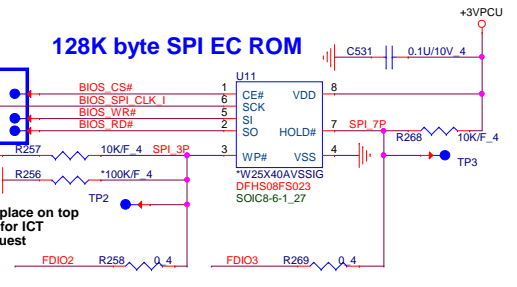 +3VPCU
128K byte SPI EC ROM
C531 0.1U/10V_4
U11
BIOS_CS# 1 CE# VDD 8
BIOS_SPI_CLK_I 6 SCK
BIOS_WR# 5 SI
BIOS_RD# 2 SO HOLD# 7 SPI_7P
R268 10K/F_4
R257 10K/F_4 SPI_3P 3 WP# VSS 4
TP3
R256 *100K/F_4
*W25X40AVSSIG
DFHS08FS023
SOIC8-6-1_27
TP2
place on top
for ICT
uest
FDIO2 R258 0_4 FDIO3 R269 0_4